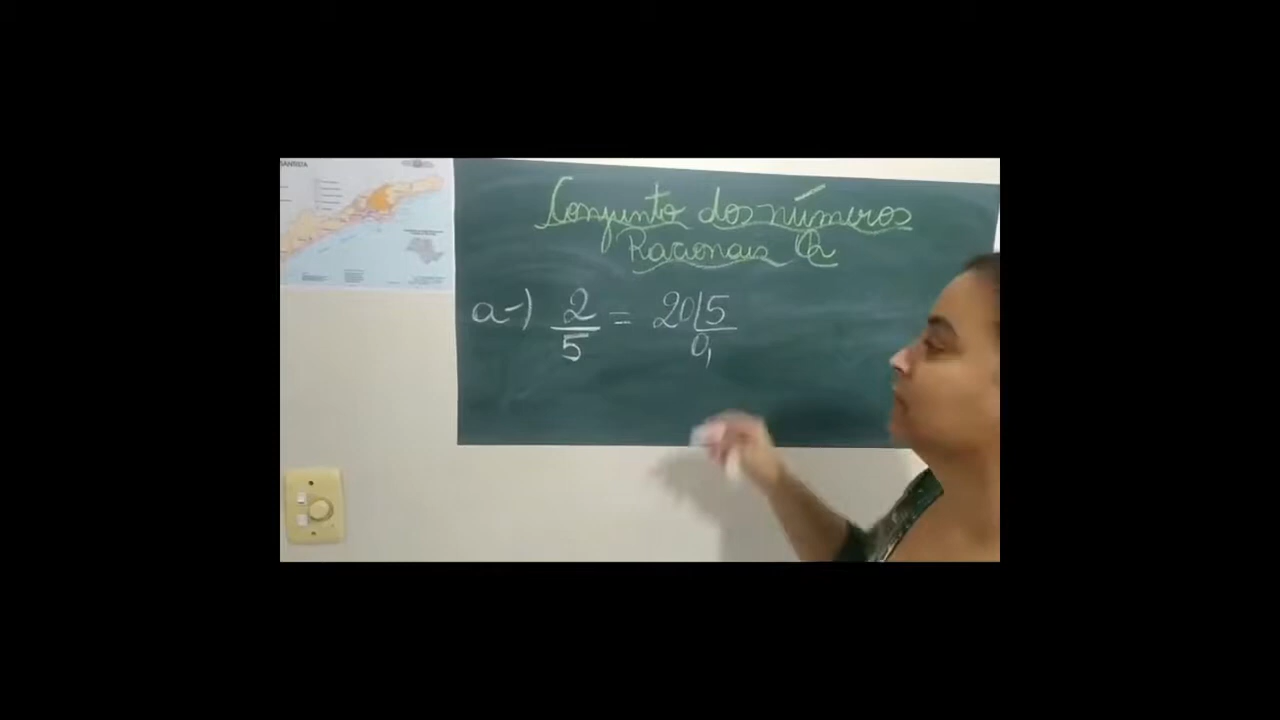 Conjunto dos números
Racionais Q
a-) 2/5 = 20 | 5
0,